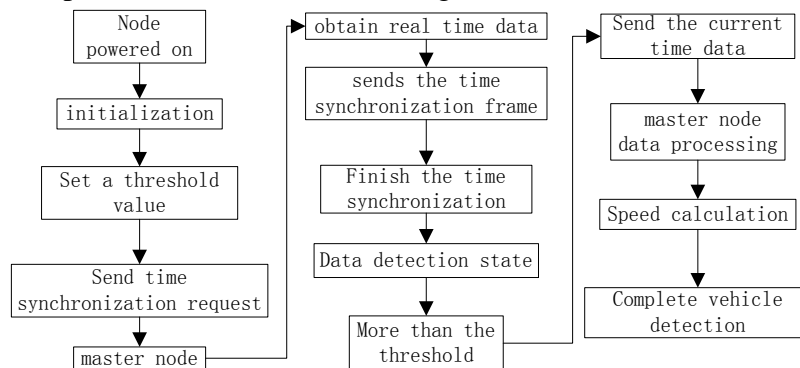 Node
powered on
initialization
Set a threshold
value
Send time
synchronization request
master node
obtain real time data
sends the time
synchronization frame
Finish the time
synchronization
Data detection state
More than the
threshold
Send the current
time data
master node
data processing
Speed calculation
Complete vehicle
detection